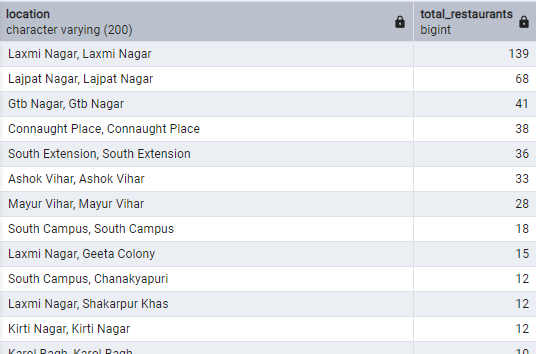 location total_restaurants
character varying (200) bigint
Laxmi Nagar, Laxmi Nagar 139
Lajpat Nagar, Lajpat Nagar 68
Gtb Nagar, Gtb Nagar 41
Connaught Place, Connaught Place 38
South Extension, South Extension 36
Ashok Vihar, Ashok Vihar 33
Mayur Vihar, Mayur Vihar 28
South Campus, South Campus 18
Laxmi Nagar, Geeta Colony 15
South Campus, Chanakyapuri 12
Laxmi Nagar, Shakarpur Khas 12
Kirti Nagar, Kirti Nagar 12
Karol Bagh, Karol Bagh 10